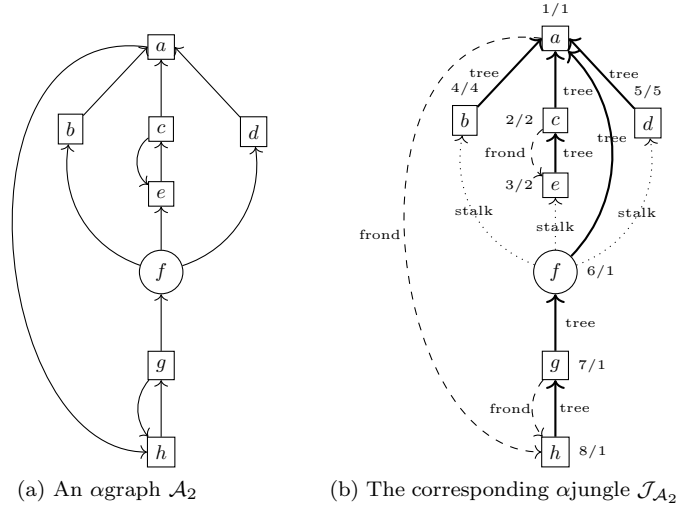 1/1
a
a
tree
tree
tree
4/4
5/5
b
c
d
b
2/2
c
d
tree
frond
tree
e
3/2
e
stalk
stalk
stalk
frond
f
f
6/1
tree
g
g
7/1
frond
tree
h
h
8/1
(a) An αgraph 𝒜₂
(b) The corresponding αjungle 𝒥_𝒜₂